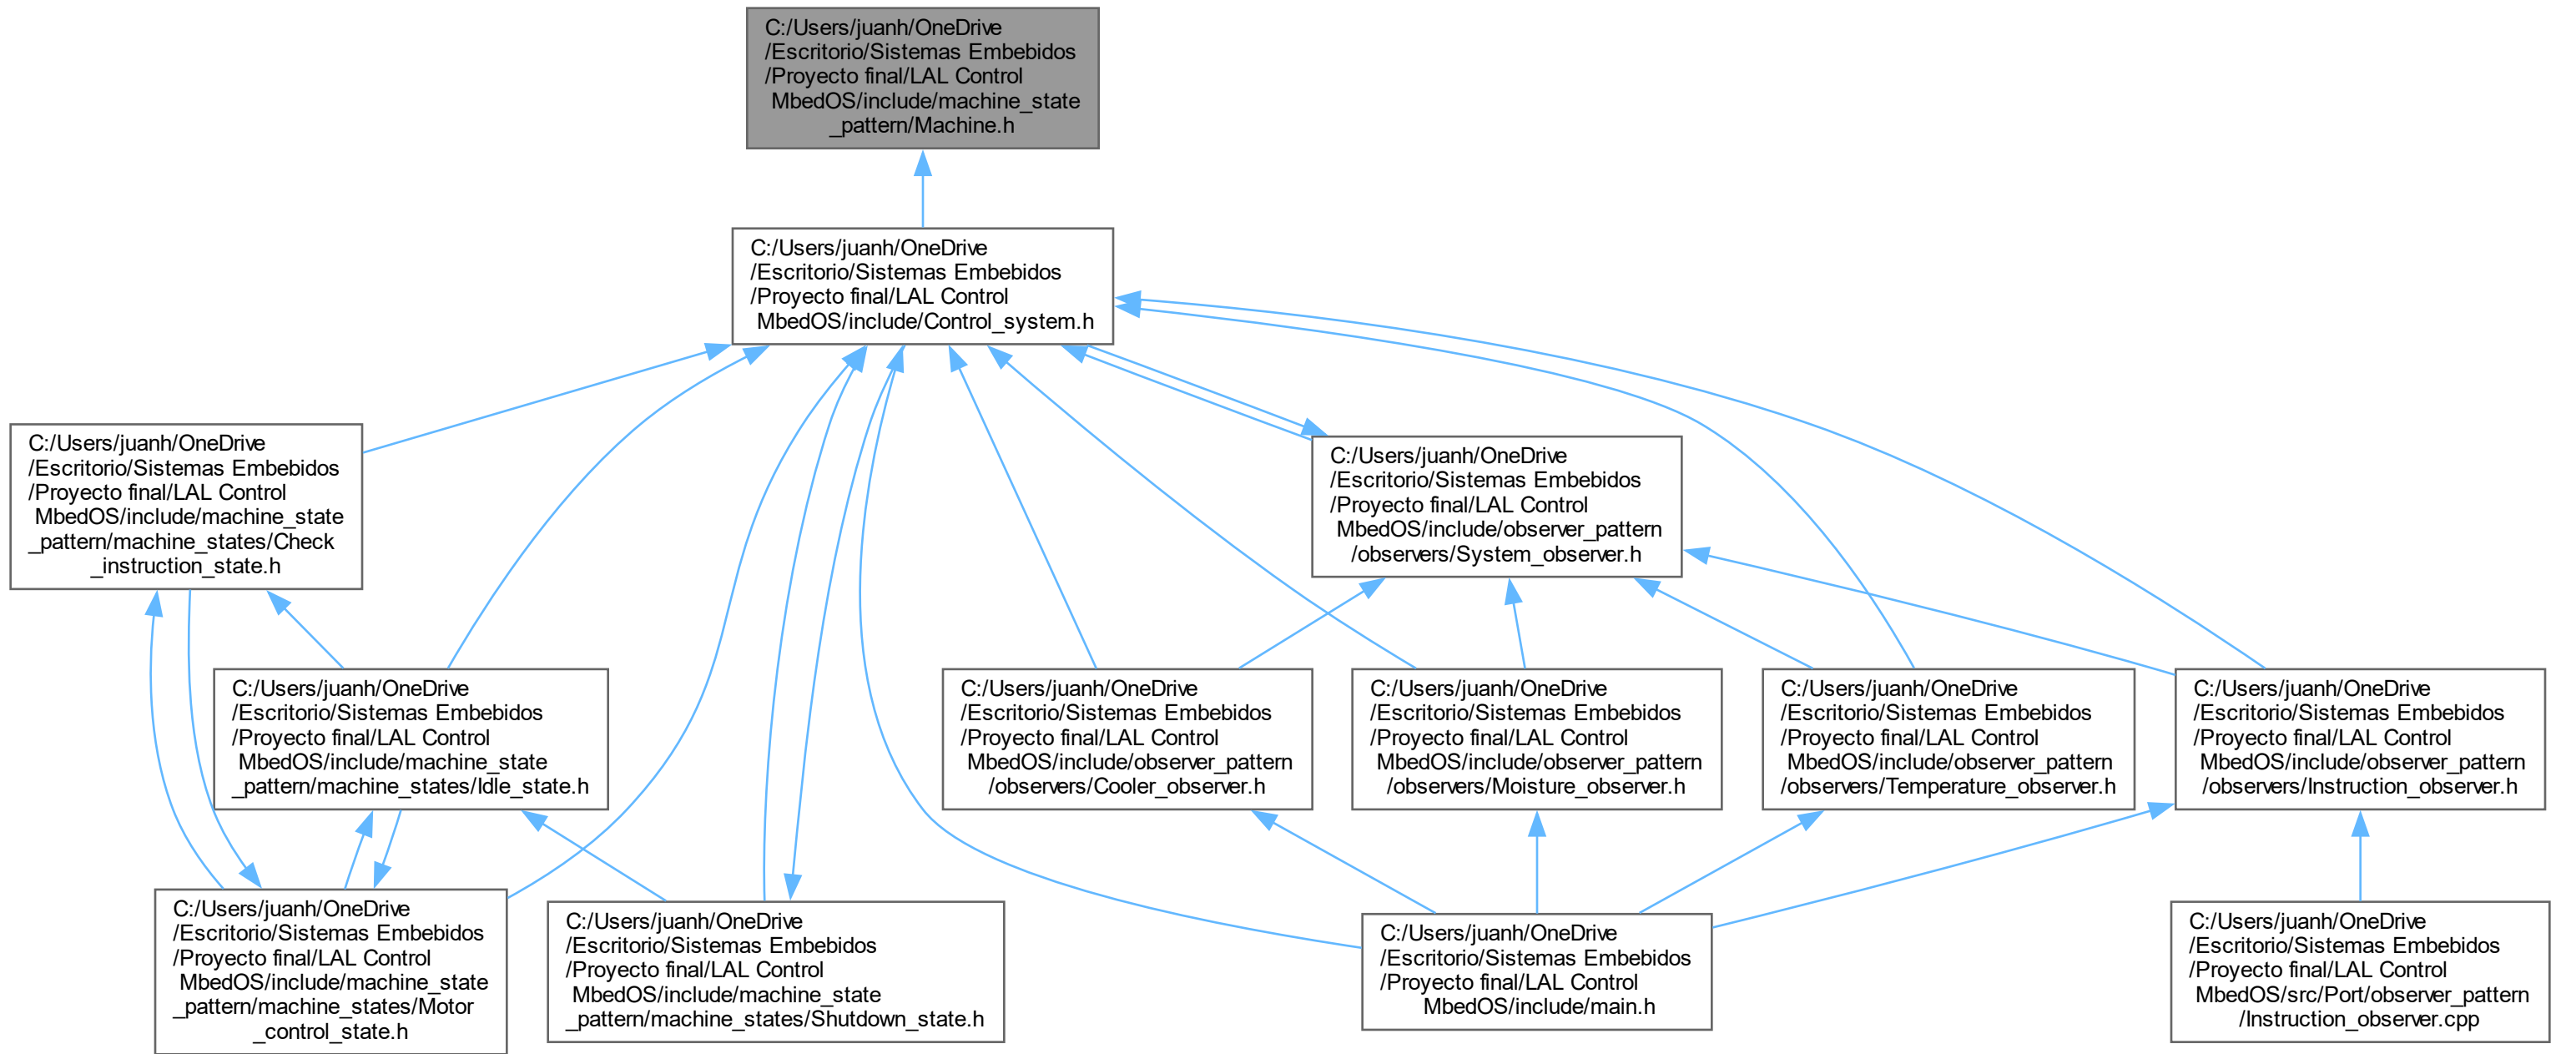 C:/Users/juanh/OneDrive
/Escritorio/Sistemas Embebidos
/Proyecto final/LAL Control
MbedOS/include/machine_state
_pattern/Machine.h
C:/Users/juanh/OneDrive
/Escritorio/Sistemas Embebidos
/Proyecto final/LAL Control
MbedOS/include/Control_system.h
C:/Users/juanh/OneDrive
/Escritorio/Sistemas Embebidos
/Proyecto final/LAL Control
MbedOS/include/machine_state
_pattern/machine_states/Check
_instruction_state.h
C:/Users/juanh/OneDrive
/Escritorio/Sistemas Embebidos
/Proyecto final/LAL Control
MbedOS/include/observer_pattern
/observers/System_observer.h
C:/Users/juanh/OneDrive
/Escritorio/Sistemas Embebidos
/Proyecto final/LAL Control
MbedOS/include/machine_state
_pattern/machine_states/Idle_state.h
C:/Users/juanh/OneDrive
/Escritorio/Sistemas Embebidos
/Proyecto final/LAL Control
MbedOS/include/observer_pattern
/observers/Cooler_observer.h
C:/Users/juanh/OneDrive
/Escritorio/Sistemas Embebidos
/Proyecto final/LAL Control
MbedOS/include/observer_pattern
/observers/Moisture_observer.h
C:/Users/juanh/OneDrive
/Escritorio/Sistemas Embebidos
/Proyecto final/LAL Control
MbedOS/include/observer_pattern
/observers/Temperature_observer.h
C:/Users/juanh/OneDrive
/Escritorio/Sistemas Embebidos
/Proyecto final/LAL Control
MbedOS/include/observer_pattern
/observers/Instruction_observer.h
C:/Users/juanh/OneDrive
/Escritorio/Sistemas Embebidos
/Proyecto final/LAL Control
MbedOS/include/machine_state
_pattern/machine_states/Motor
_control_state.h
C:/Users/juanh/OneDrive
/Escritorio/Sistemas Embebidos
/Proyecto final/LAL Control
MbedOS/include/machine_state
_pattern/machine_states/Shutdown_state.h
C:/Users/juanh/OneDrive
/Escritorio/Sistemas Embebidos
/Proyecto final/LAL Control
MbedOS/include/main.h
C:/Users/juanh/OneDrive
/Escritorio/Sistemas Embebidos
/Proyecto final/LAL Control
MbedOS/src/Port/observer_pattern
/Instruction_observer.cpp